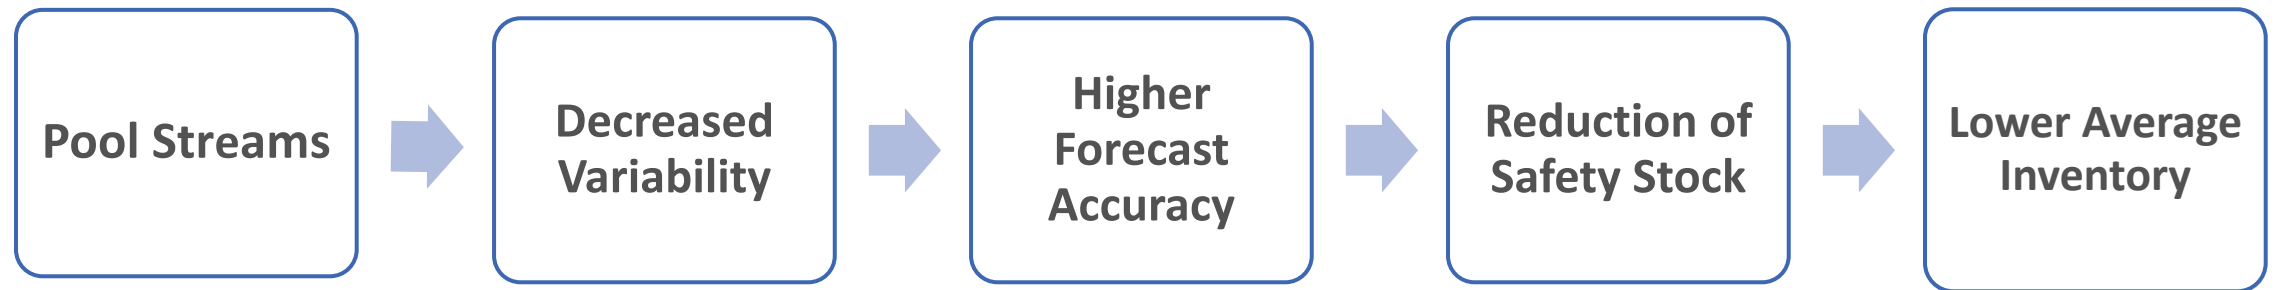 Pool Streams
Decreased
Variability
Higher
Forecast
Accuracy
Reduction of
Safety Stock
Lower Average
Inventory